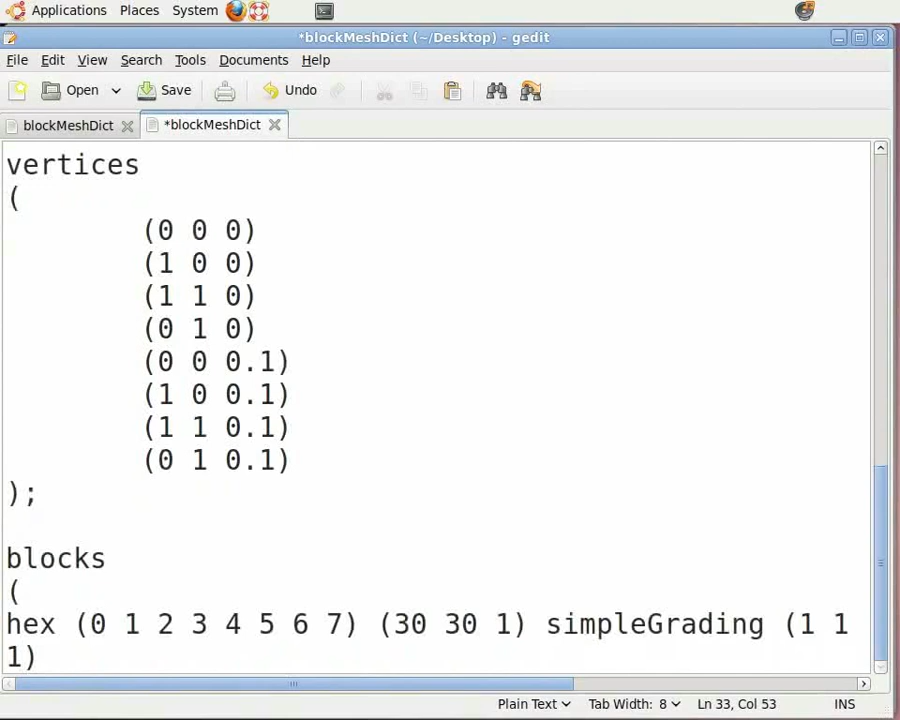 Applications Places System
*blockMeshDict (~/Desktop) - gedit
File Edit View Search Tools Documents Help
Open Save Undo
blockMeshDict *blockMeshDict
vertices
(
(0 0 0)
(1 0 0)
(1 1 0)
(0 1 0)
(0 0 0.1)
(1 0 0.1)
(1 1 0.1)
(0 1 0.1)
);
blocks
(
hex (0 1 2 3 4 5 6 7) (30 30 1) simpleGrading (1 1
1)
Plain Text Tab Width: 8 Ln 33, Col 53 INS